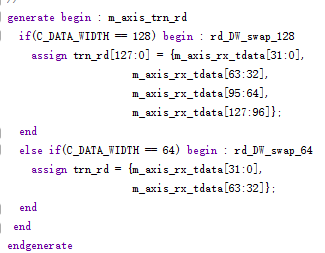 //
generate begin : m_axis_trn_rd
if(C_DATA_WIDTH == 128) begin : rd_DW_swap_128
assign trn_rd[127:0] = {m_axis_rx_tdata[31:0],
m_axis_rx_tdata[63:32],
m_axis_rx_tdata[95:64],
m_axis_rx_tdata[127:96]};
end
else if(C_DATA_WIDTH == 64) begin : rd_DW_swap_64
assign trn_rd = {m_axis_rx_tdata[31:0],
m_axis_rx_tdata[63:32]};
end
end
endgenerate